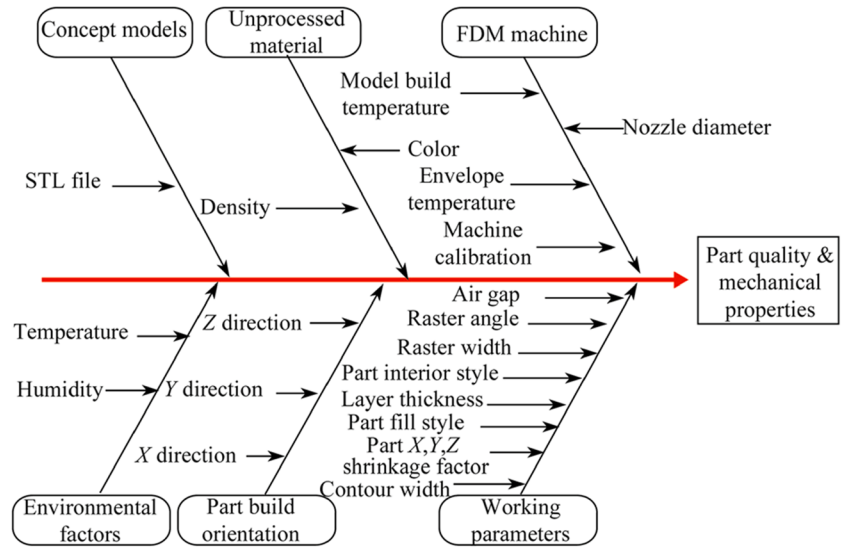 Concept models
Unprocessed
material
FDM machine
Model build
temperature
Nozzle diameter
Color
STL file
Envelope
temperature
Density
Machine
calibration
Part quality &
mechanical
properties
Air gap
Z direction
Raster angle
Temperature
Raster width
Part interior style
Humidity
Y direction
Layer thickness
Part fill style
Part X,Y,Z
shrinkage factor
X direction
Contour width
Environmental
factors
Part build
orientation
Working
parameters